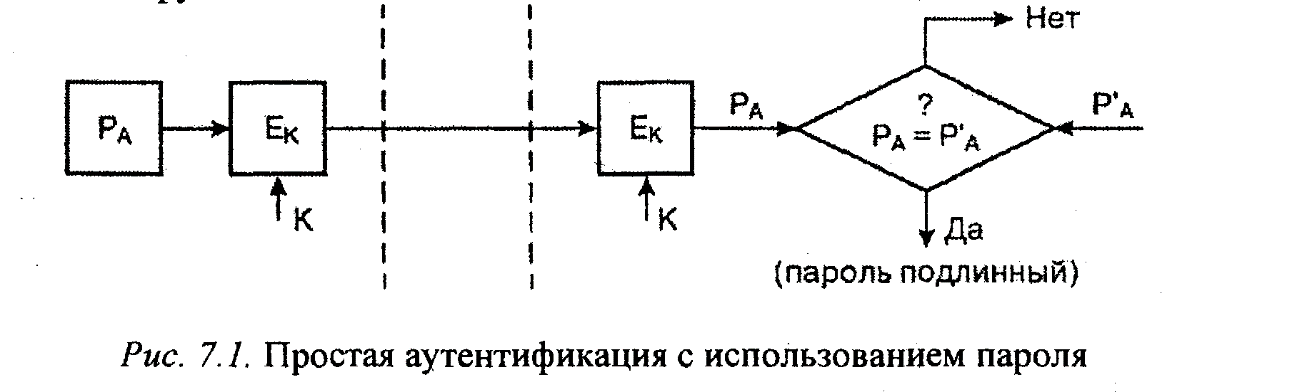 Нет
P_A
E_K
E_K
P_A
?
P_A = P'_A
P'_A
K
K
Да
(пароль подлинный)
Рис. 7.1. Простая аутентификация с использованием пароля